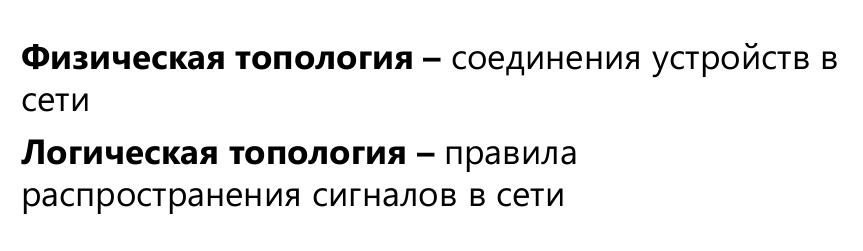 Физическая топология – соединения устройств в
сети
Логическая топология – правила
распространения сигналов в сети